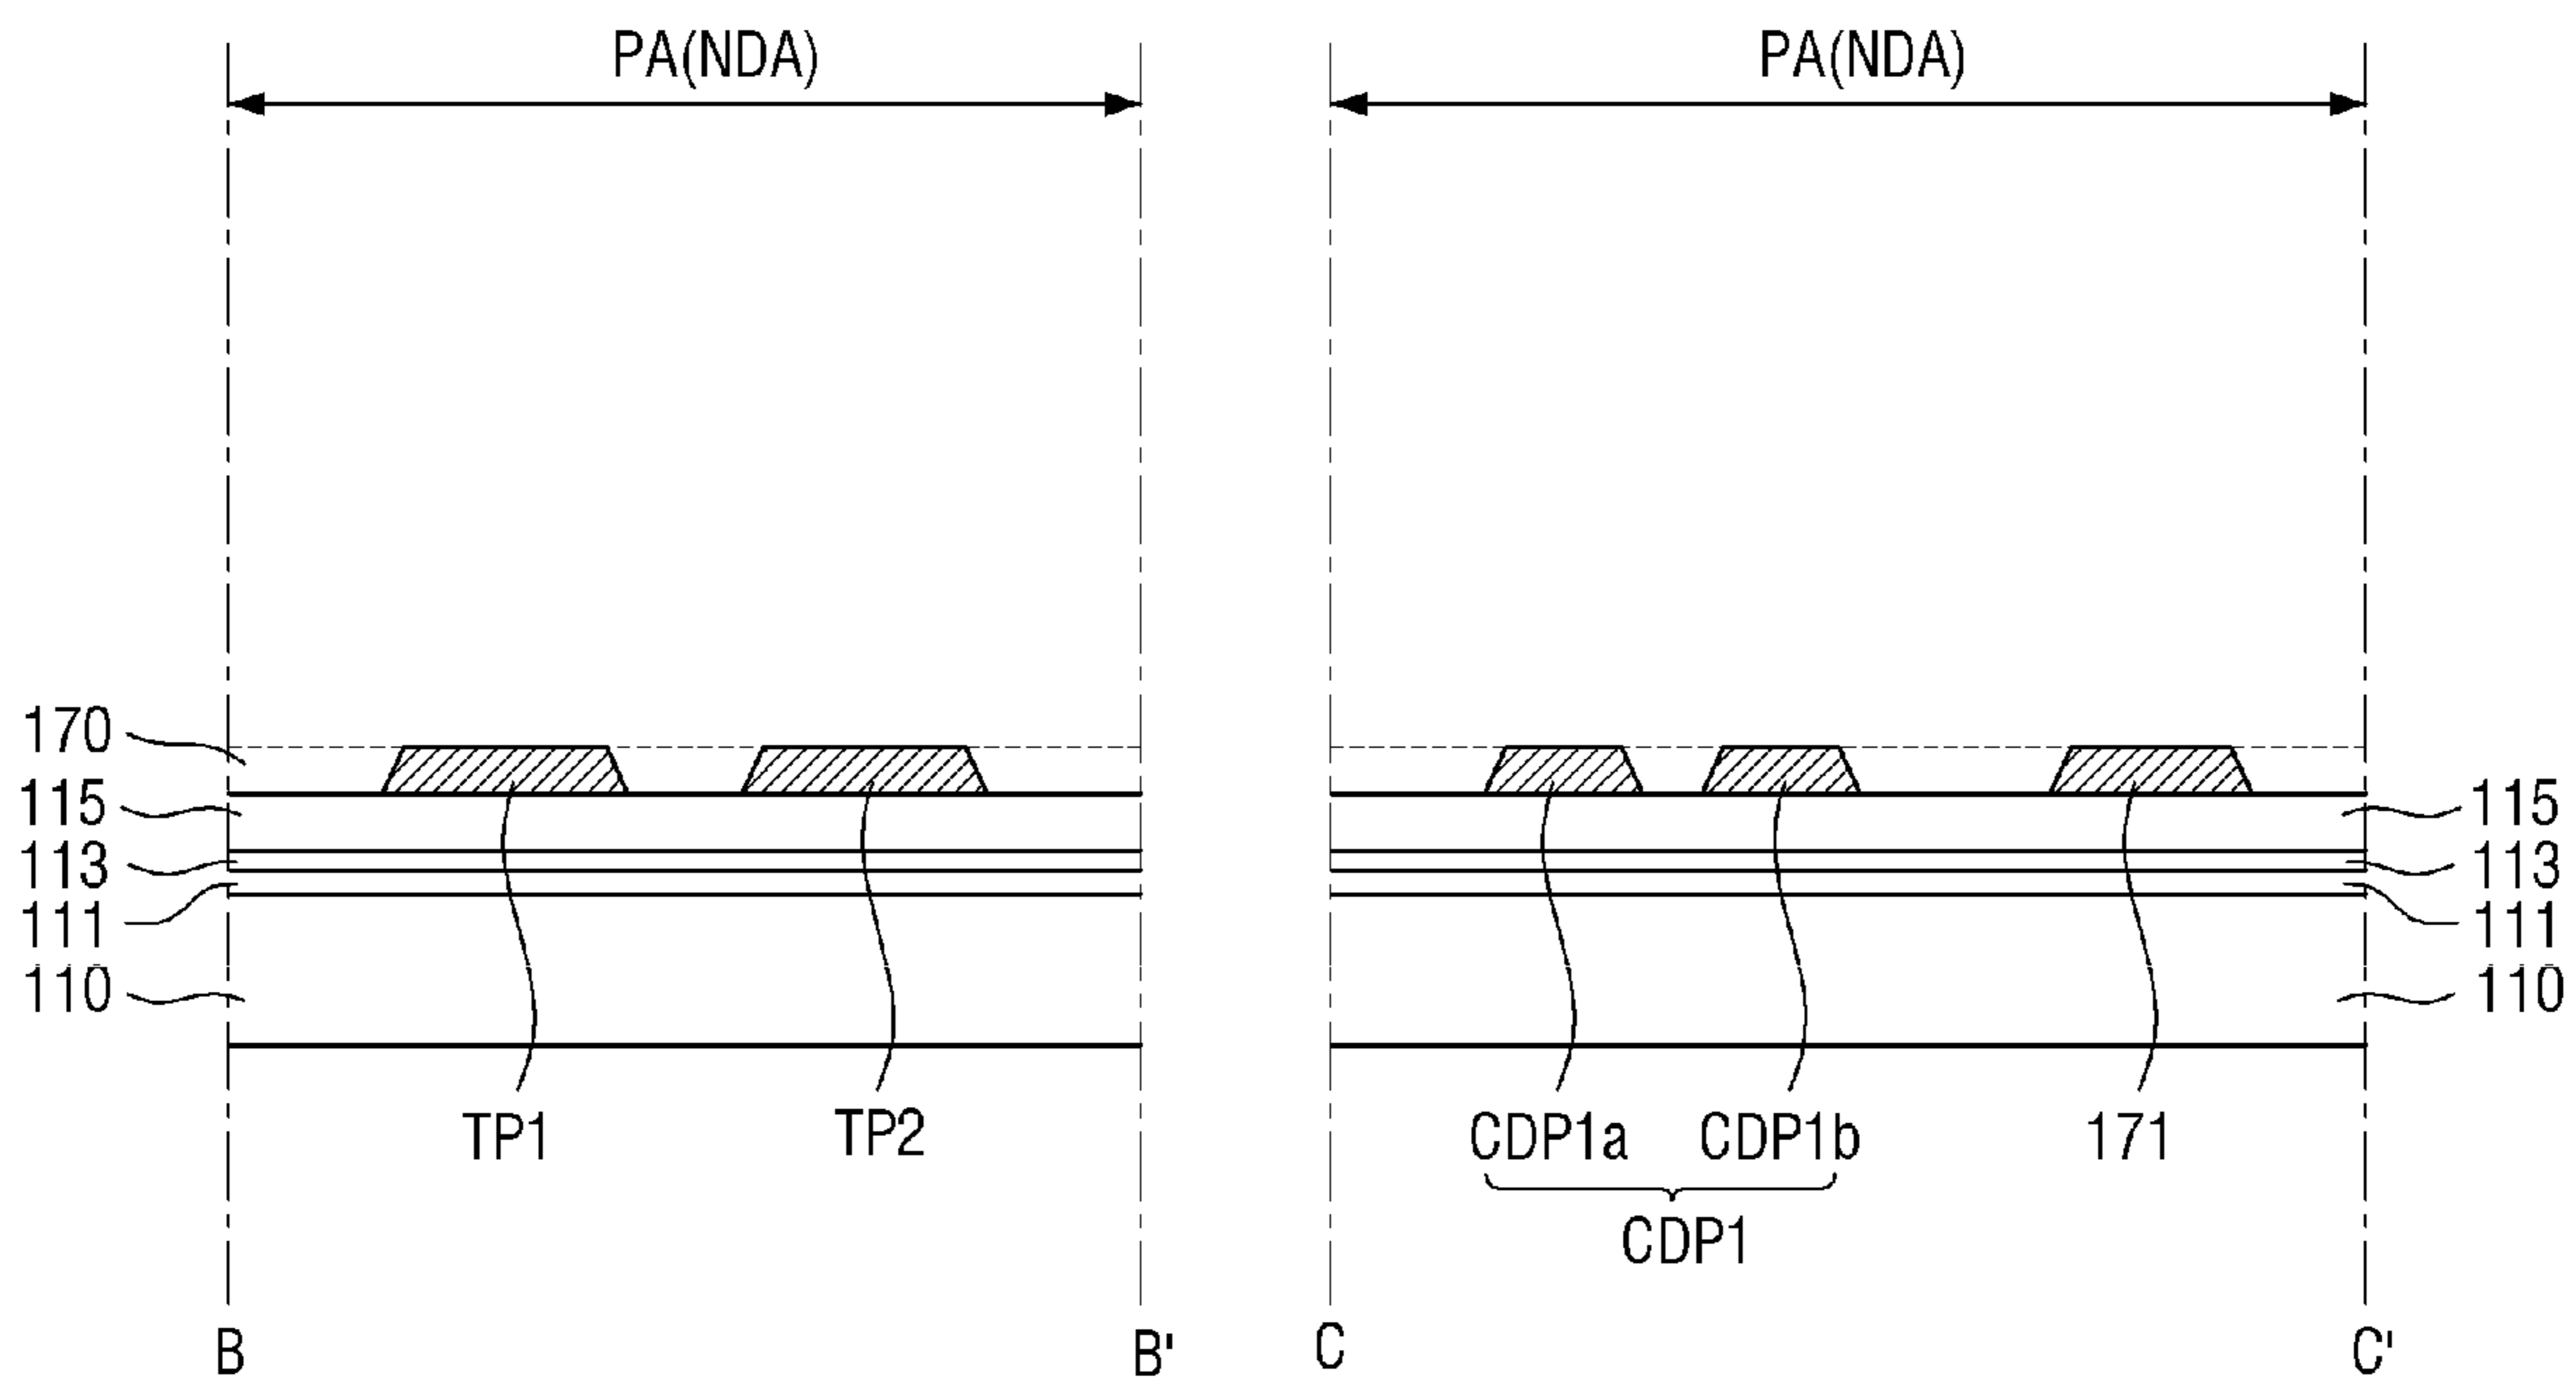 PA(NDA) PA(NDA)
170
115 115
113 113
111 111
110 110
TP1 TP2 CDP1a CDP1b 171
CDP1
B B' C C'